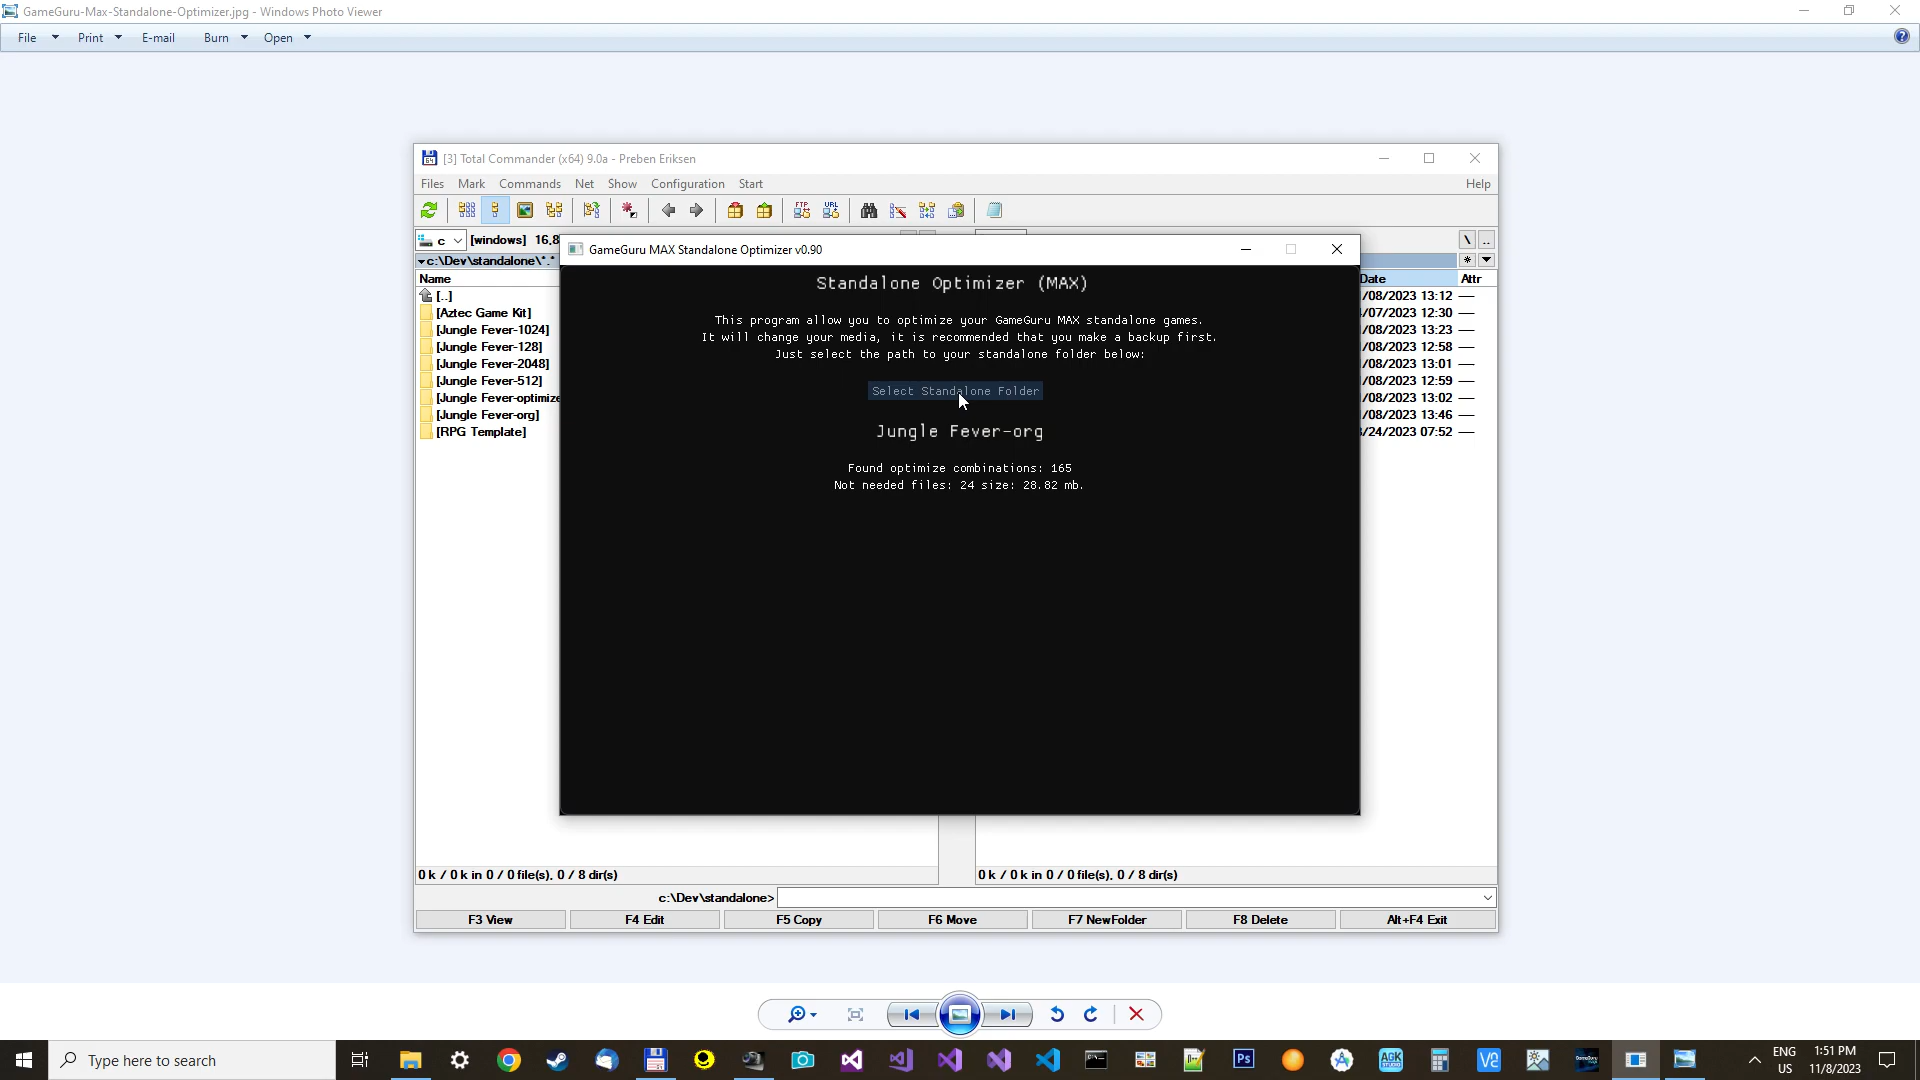 GameGuru-Max-Standalone-Optimizer.jpg - Windows Photo Viewer
File Print E-mail Burn Open
[3] Total Commander (x64) 9.0a - Preben Eriksen
Files Mark Commands Net Show Configuration Start Help
FTP URL
c [windows] 16,8 \ ..
c:\Dev\standalone\*.* *
GameGuru MAX Standalone Optimizer v0.90
Name Date Attr
[..] /08/2023 13:12 —
[Aztec Game Kit] /07/2023 12:30 —
[Jungle Fever-1024] /08/2023 13:23 —
[Jungle Fever-128] /08/2023 12:58 —
[Jungle Fever-2048] /08/2023 13:01 —
[Jungle Fever-512] /08/2023 12:59 —
[Jungle Fever-optimize /08/2023 13:02 —
[Jungle Fever-org] /08/2023 13:46 —
[RPG Template] /24/2023 07:52 —
Standalone Optimizer (MAX)
This program allow you to optimize your GameGuru MAX standalone games.
It will change your media, it is recommended that you make a backup first.
Just select the path to your standalone folder below:
Select Standalone Folder
Jungle Fever-org
Found optimize combinations: 165
Not needed files: 24 size: 28.82 mb.
0 k / 0 k in 0 / 0 file(s), 0 / 8 dir(s) 0 k / 0 k in 0 / 0 file(s), 0 / 8 dir(s)
c:\Dev\standalone>
F3 View F4 Edit F5 Copy F6 Move F7 NewFolder F8 Delete Alt+F4 Exit
Type here to search
Ps
AGK
ENG
US
1:51 PM
11/8/2023